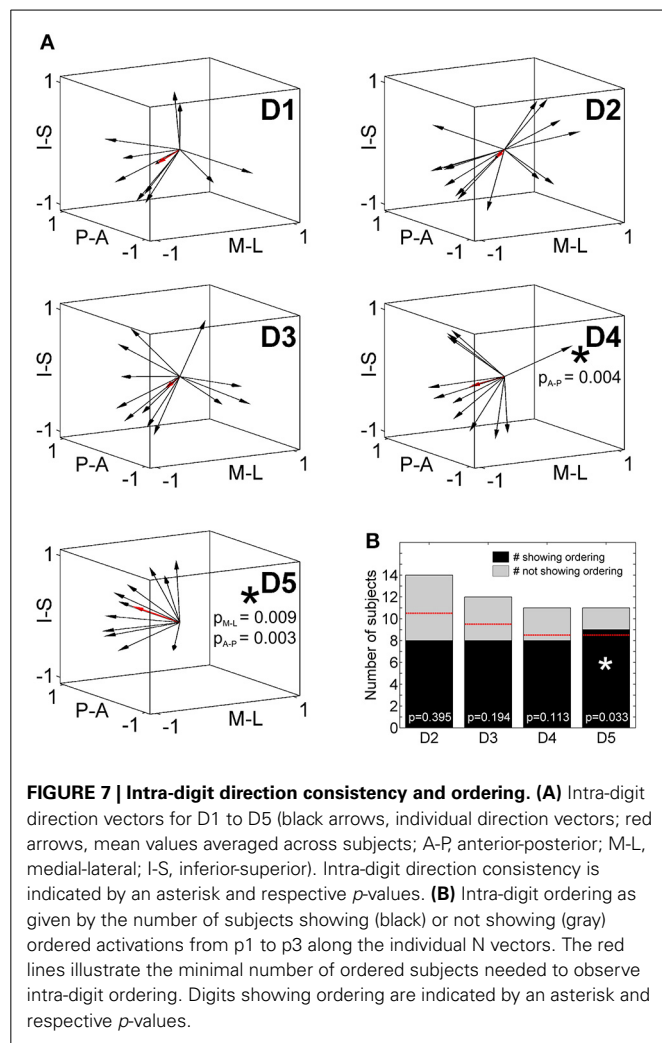 A
1
I-S
-1
1
P-A
-1
-1
M-L
1
D1
1
I-S
-1
1
P-A
-1
-1
M-L
1
D2
1
I-S
-1
1
P-A
-1
-1
M-L
1
D3
1
I-S
-1
1
P-A
-1
-1
M-L
1
D4
*
pA-P = 0.004
1
I-S
-1
1
P-A
-1
-1
M-L
1
D5
*
pM-L = 0.009
pA-P = 0.003
B
# showing ordering
# not showing ordering
Number of subjects
14
12
10
8
6
4
2
0
*
p=0.395 p=0.194 p=0.113 p=0.033
D2 D3 D4 D5
FIGURE 7 | Intra-digit direction consistency and ordering. (A) Intra-digit
direction vectors for D1 to D5 (black arrows, individual direction vectors; red
arrows, mean values averaged across subjects; A-P, anterior-posterior; M-L,
medial-lateral; I-S, inferior-superior). Intra-digit direction consistency is
indicated by an asterisk and respective p-values. (B) Intra-digit ordering as
given by the number of subjects showing (black) or not showing (gray)
ordered activations from p1 to p3 along the individual N vectors. The red
lines illustrate the minimal number of ordered subjects needed to observe
intra-digit ordering. Digits showing ordering are indicated by an asterisk and
respective p-values.